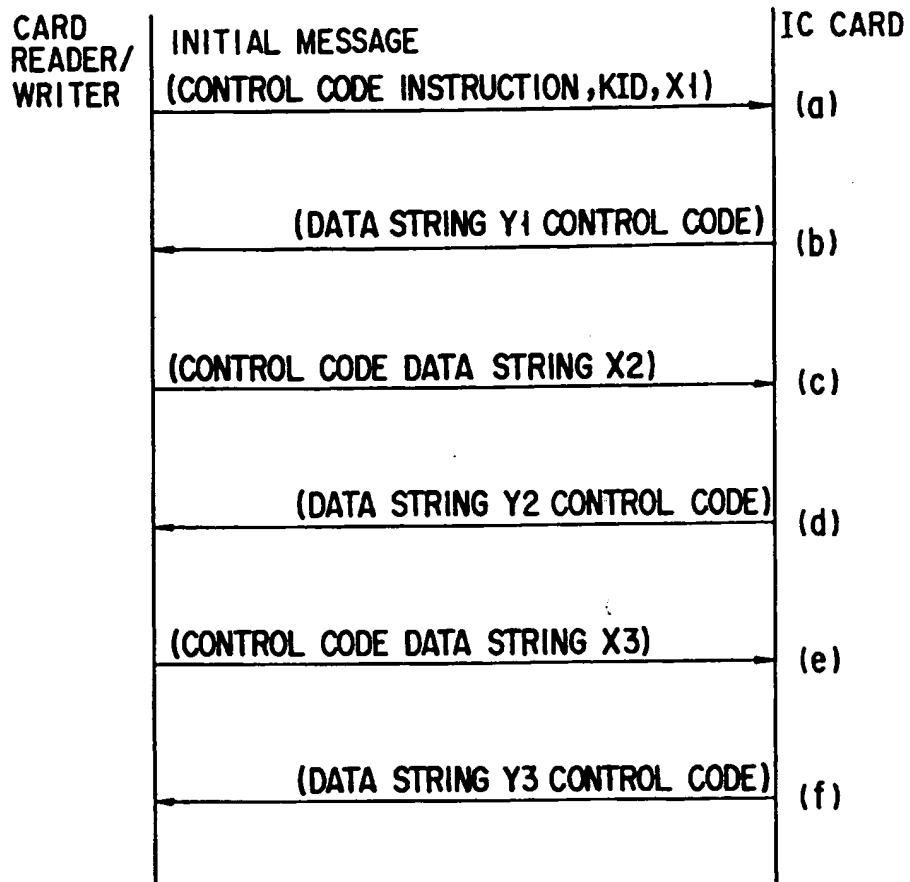 CARD
READER/
WRITER
IC CARD
INITIAL MESSAGE
(CONTROL CODE INSTRUCTION, KID, X1)
(a)
(DATA STRING Y1 CONTROL CODE)
(b)
(CONTROL CODE DATA STRING X2)
(c)
(DATA STRING Y2 CONTROL CODE)
(d)
(CONTROL CODE DATA STRING X3)
(e)
(DATA STRING Y3 CONTROL CODE)
(f)